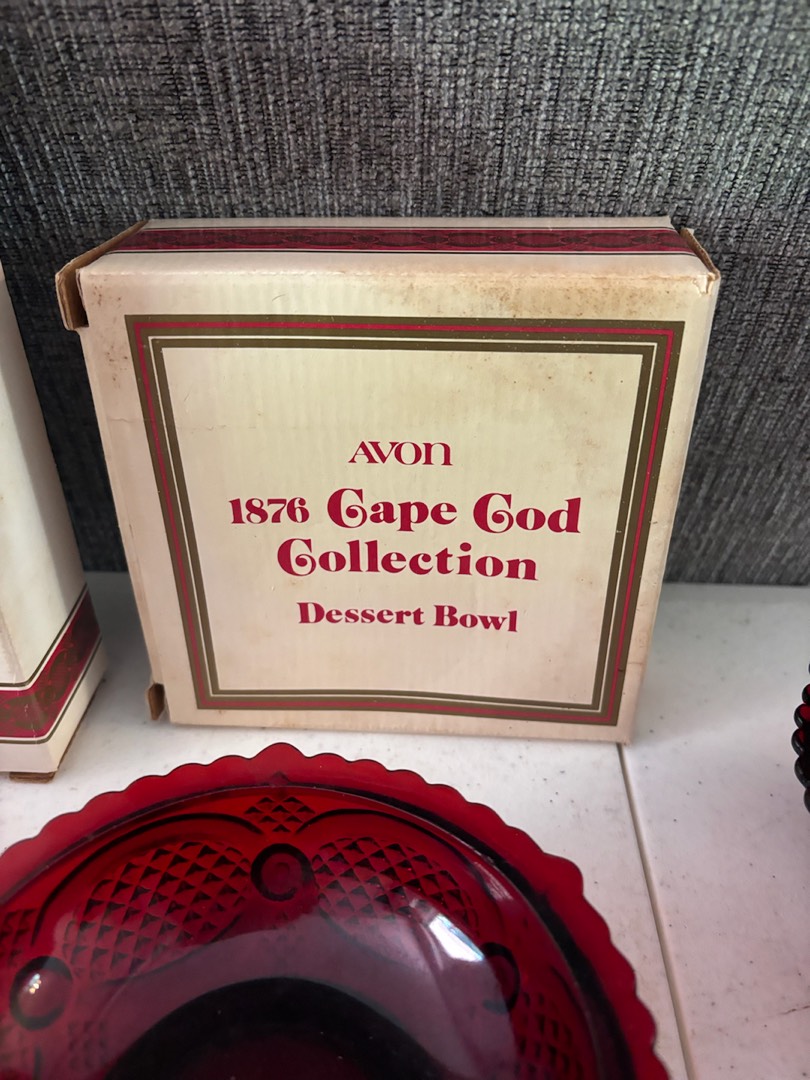 AVON
1876 Cape Cod
Collection
Dessert Bowl